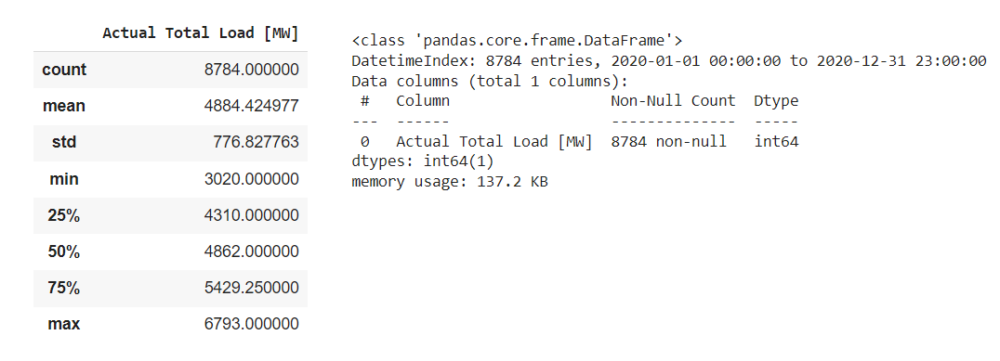 Actual Total Load [MW]
count 8784.000000
mean 4884.424977
std 776.827763
min 3020.000000
25% 4310.000000
50% 4862.000000
75% 5429.250000
max 6793.000000
<class 'pandas.core.frame.DataFrame'>
DatetimeIndex: 8784 entries, 2020-01-01 00:00:00 to 2020-12-31 23:00:00
Data columns (total 1 columns):
 #   Column                  Non-Null Count  Dtype
---  ------                  --------------  -----
 0   Actual Total Load [MW]  8784 non-null   int64
dtypes: int64(1)
memory usage: 137.2 KB